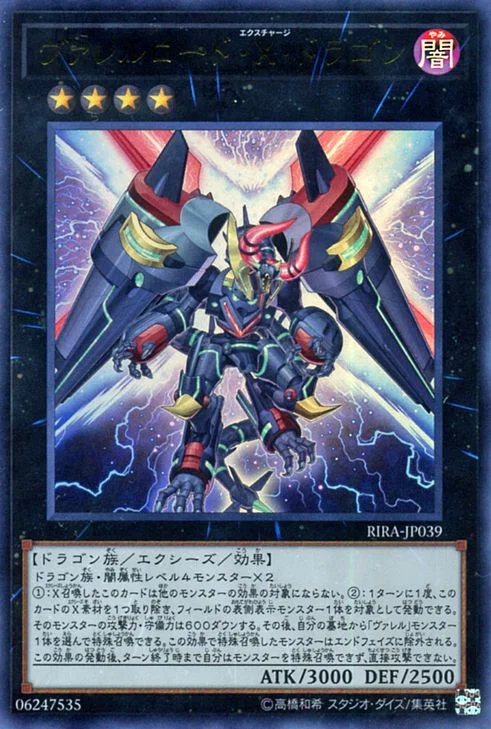 エクスチャージ
ヴァレルロード・X・ドラゴン
やみ
闇
RIRA-JP039
【ドラゴン族/エクシーズ/効果】
ドラゴン族・闇属性レベル4モンスター×2
①:X召喚したこのカードは他のモンスターの効果の対象にならない。②:1ターンに1度、この
カードのX素材を1つ取り除き、フィールドの表側表示モンスター1体を対象として発動できる。
そのモンスターの攻撃力・守備力は600ダウンする。その後、自分の墓地から「ヴァレル」モンスター
1体を選んで特殊召喚できる。この効果で特殊召喚したモンスターはエンドフェイズに除外される。
この効果の発動後、ターン終了時まで自分はモンスターを特殊召喚できず、直接攻撃できない。
ATK/3000 DEF/2500
06247535
©高橋和希 スタジオ・ダイス/集英社